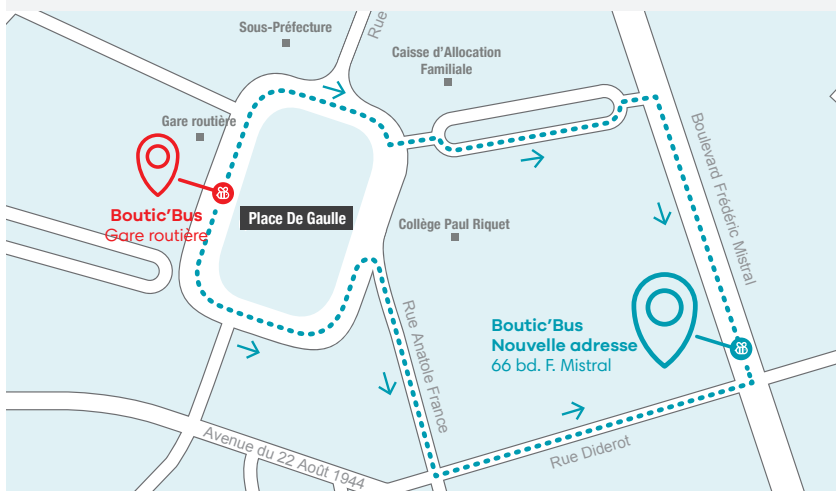 Sous-Préfecture
Rue
Caisse d'Allocation
Familiale
Gare routière
Boulevard Frédéric Mistral
Boutic'Bus
Gare routière
Place De Gaulle
Collège Paul Riquet
Rue Anatole France
Boutic'Bus
Nouvelle adresse
66 bd. F. Mistral
Avenue du 22 Août 1944
Rue Diderot